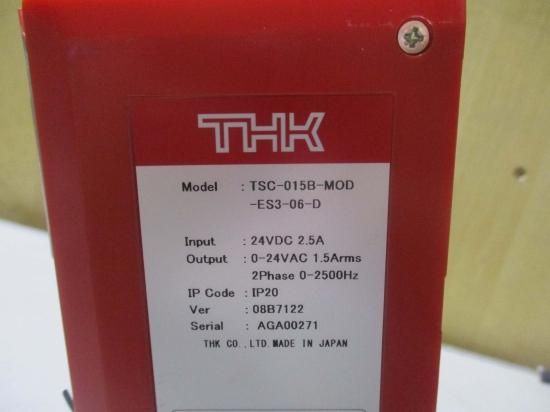 THK
Model : TSC-015B-MOD
-ES3-06-D
Input : 24VDC 2.5A
Output : 0-24VAC 1.5Arms
2Phase 0-2500Hz
IP Code : IP20
Ver : 08B7122
Serial : AGA00271
THK CO.,LTD.MADE IN JAPAN